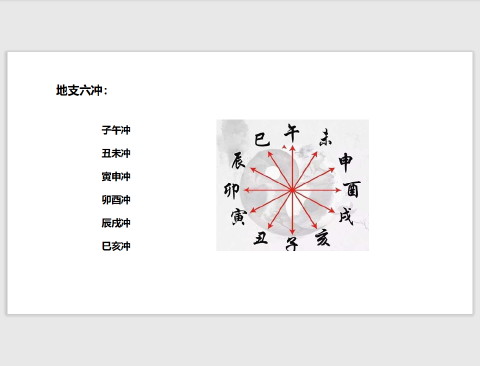 地支六冲：
子午冲
丑未冲
寅申冲
卯酉冲
辰戌冲
巳亥冲
午
巳 未
辰 申
卯 酉
寅 戌
丑 子 亥